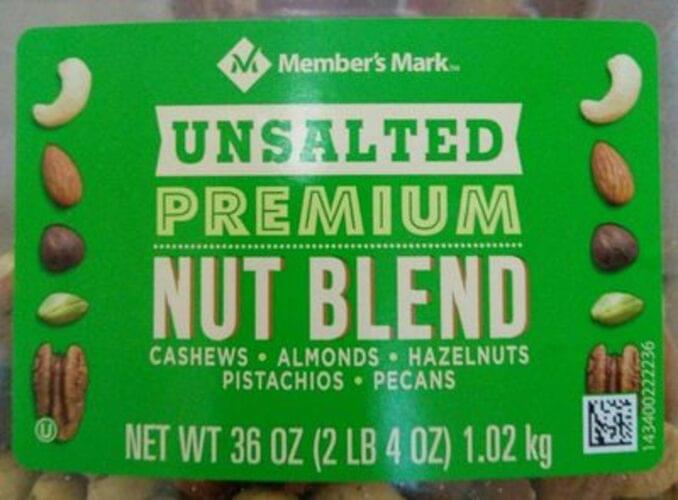 Member's Mark™
UNSALTED
PREMIUM
NUT BLEND
CASHEWS • ALMONDS • HAZELNUTS
PISTACHIOS • PECANS
NET WT 36 OZ (2 LB 4 OZ) 1.02 kg
U
143400222236